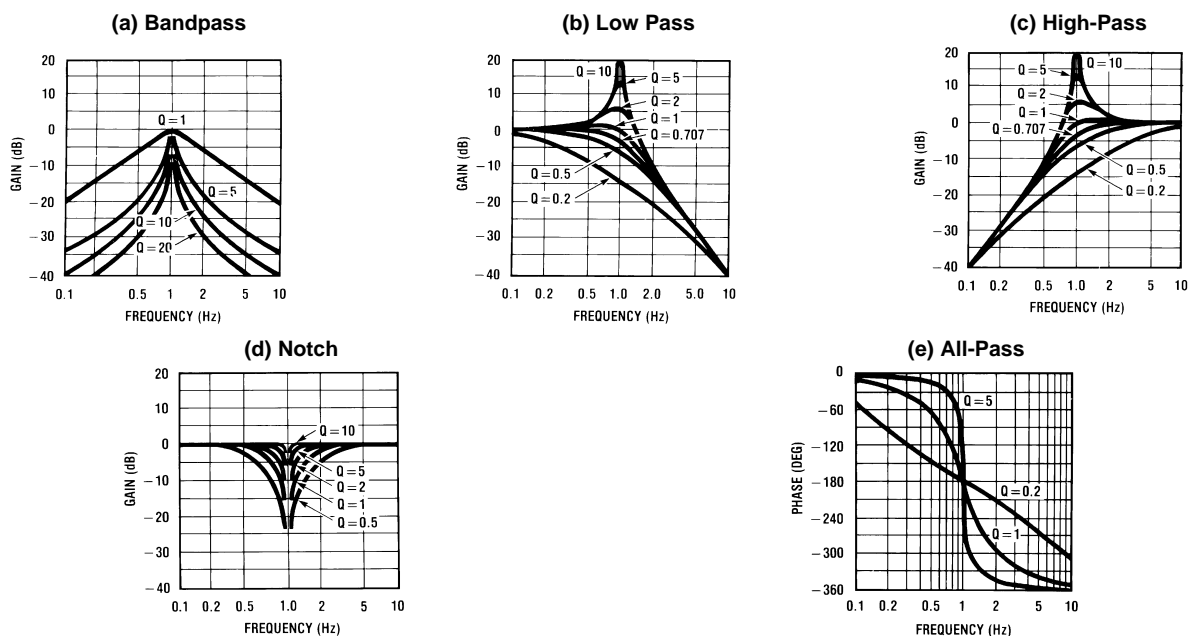 (a) Bandpass
20
10
0
−10
−20
−30
−40
GAIN (dB)
Q = 1
Q = 5
Q = 10
Q = 20
0.1 0.5 1 2 10
FREQUENCY (Hz)
(b) Low Pass
20
10
0
−10
−20
−30
−40
GAIN (dB)
Q = 10
Q = 5
Q = 2
Q = 1
Q = 0.707
Q = 0.5
Q = 0.2
0.1 0.5 1.0 2.0 10
FREQUENCY (Hz)
(c) High-Pass
20
10
0
−10
−20
−30
−40
GAIN (dB)
Q = 5
Q = 10
Q = 2
Q = 1
Q = 0.707
Q = 0.5
Q = 0.2
0.1 0.5 1.0 2 5 10
FREQUENCY (Hz)
(d) Notch
20
10
0
−10
−20
−30
−40
GAIN (dB)
Q = 10
Q = 5
Q = 2
Q = 1
Q = 0.5
0.1 0.2 0.5 1.0 2 5 10
FREQUENCY (Hz)
(e) All-Pass
0
−60
−120
−180
−240
−300
−360
PHASE (DEG)
Q = 5
Q = 0.2
Q = 1
0.1 0.2 0.5 1 2 5 10
FREQUENCY (Hz)